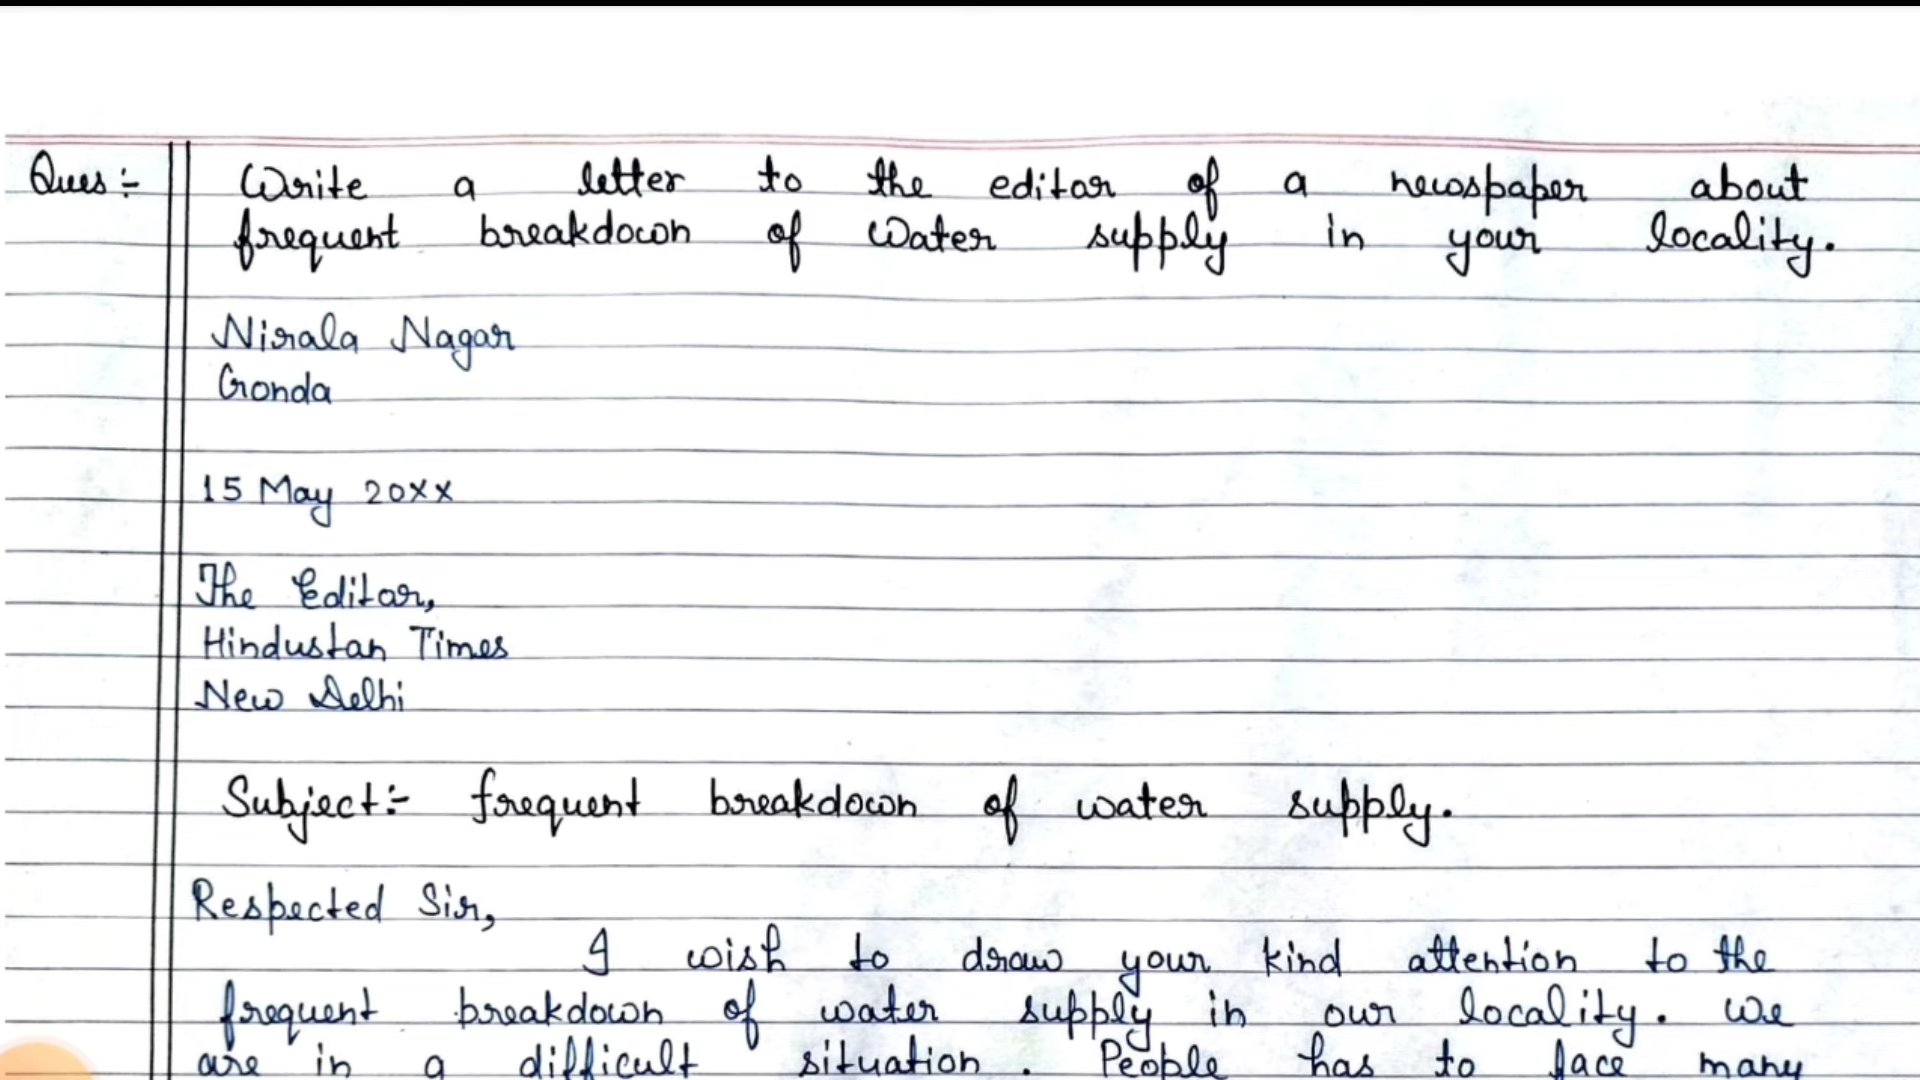 Ques :- Write a letter to the editor of a newspaper about
frequent breakdown of water supply in your locality.
Nirala Nagar
Gonda
15 May 20xx
The Editor,
Hindustan Times
New Delhi
Subject :- frequent breakdown of water supply.
Respected Sir,
I wish to draw your kind attention to the
frequent breakdown of water supply in our locality. We
are in a difficult situation. People has to face many